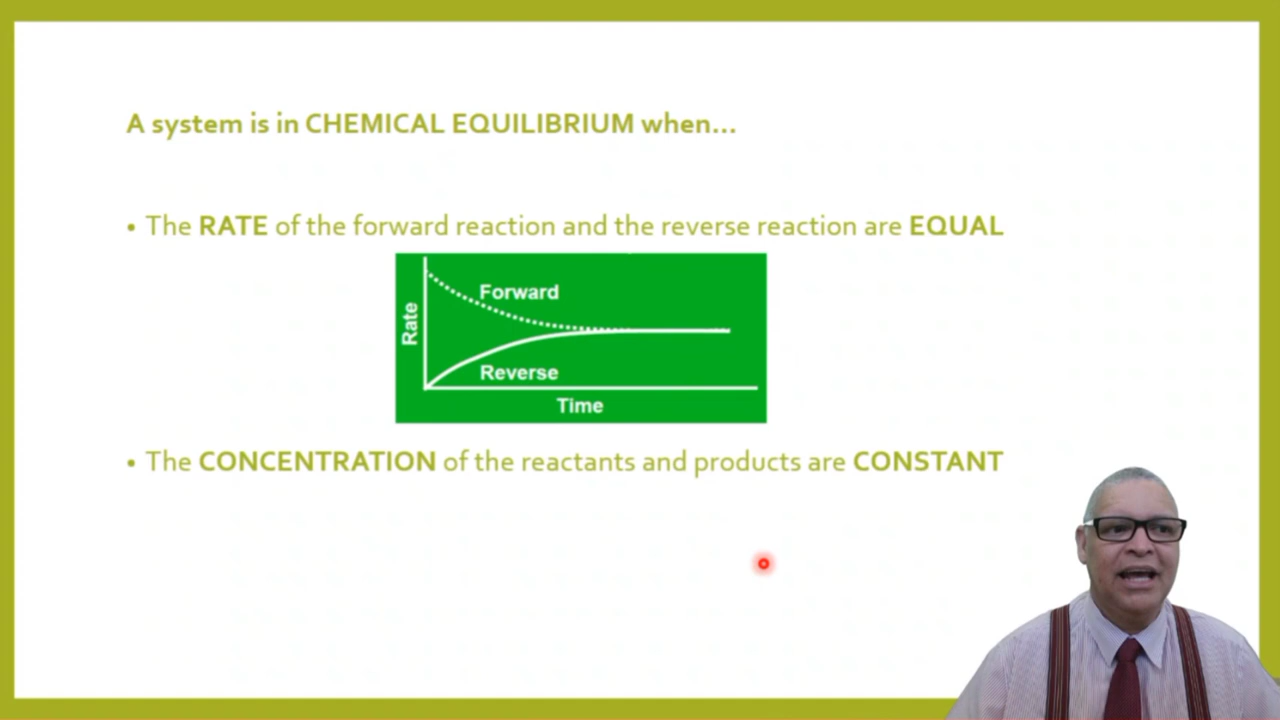 A system is in CHEMICAL EQUILIBRIUM when...
• The RATE of the forward reaction and the reverse reaction are EQUAL
Forward
Rate
Reverse
Time
• The CONCENTRATION of the reactants and products are CONSTANT